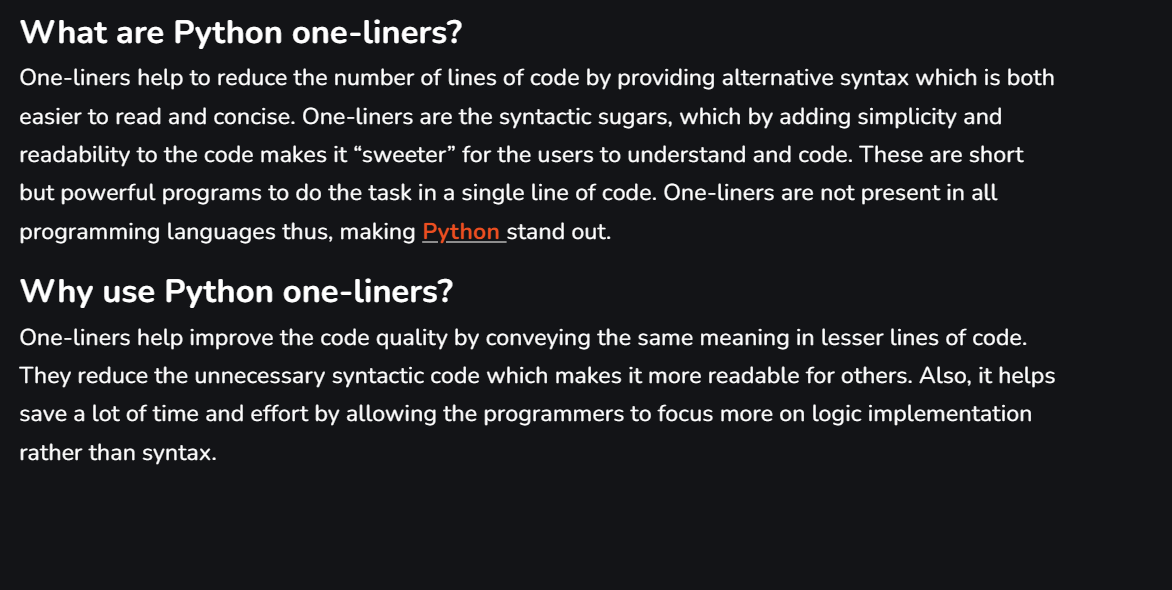 What are Python one-liners?
One-liners help to reduce the number of lines of code by providing alternative syntax which is both
easier to read and concise. One-liners are the syntactic sugars, which by adding simplicity and
readability to the code makes it “sweeter” for the users to understand and code. These are short
but powerful programs to do the task in a single line of code. One-liners are not present in all
programming languages thus, making Python stand out.
Why use Python one-liners?
One-liners help improve the code quality by conveying the same meaning in lesser lines of code.
They reduce the unnecessary syntactic code which makes it more readable for others. Also, it helps
save a lot of time and effort by allowing the programmers to focus more on logic implementation
rather than syntax.